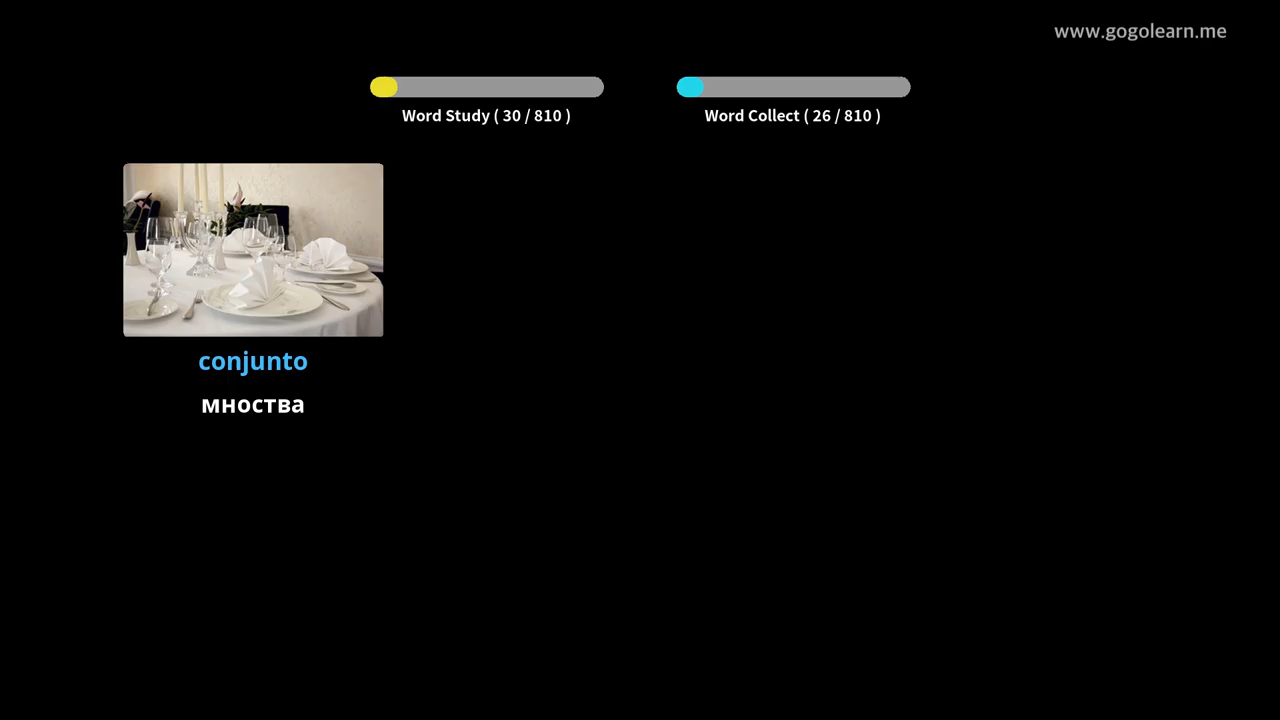 www.gogolearn.me
Word Study ( 30 / 810 )
Word Collect ( 26 / 810 )
conjunto
мноства